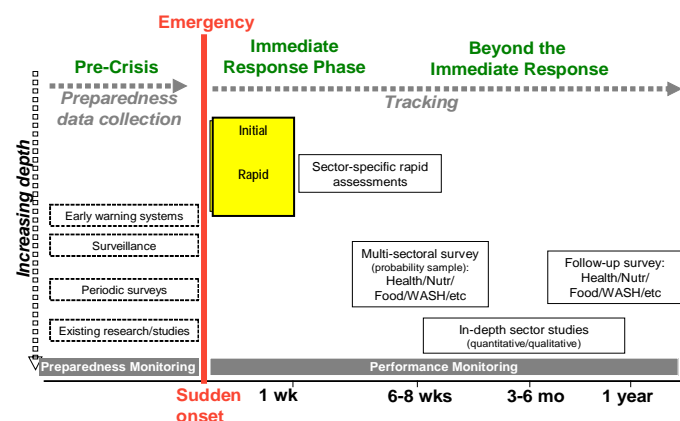 Emergency
Pre-Crisis
Immediate
Response Phase
Beyond the
Immediate Response
Preparedness
data collection
Tracking
Increasing depth
Initial
Rapid
Sector-specific rapid
assessments
Early warning systems
Surveillance
Periodic surveys
Existing research/studies
Multi-sectoral survey
(probability sample):
Health/Nutr/
Food/WASH/etc
Follow-up survey:
Health/Nutr/
Food/WASH/etc
In-depth sector studies
(quantitative/qualitative)
Preparedness Monitoring
Performance Monitoring
Sudden
onset
1 wk
6-8 wks
3-6 mo
1 year